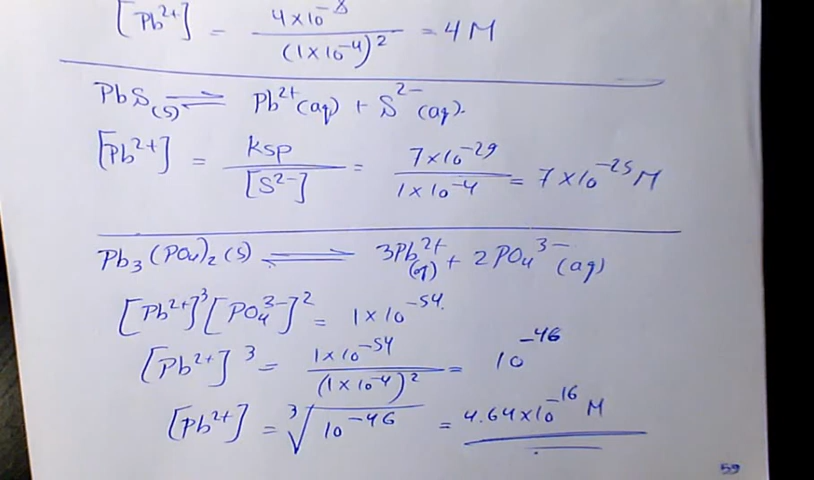 [Pb²⁺] = 4×10⁻⁸ / (1×10⁻⁴)² = 4 M
PbS(s) ⇌ Pb²⁺(aq) + S²⁻(aq).
[Pb²⁺] = ksp / [S²⁻] = 7×10⁻²⁹ / 1×10⁻⁴ = 7×10⁻²⁵ M
Pb₃(PO₄)₂(s) ⇌ 3Pb²⁺(aq) + 2PO₄³⁻(aq)
[Pb²⁺]³[PO₄³⁻]² = 1×10⁻⁵⁴.
[Pb²⁺]³ = 1×10⁻⁵⁴ / (1×10⁻⁴)² = 10⁻⁴⁶
[Pb²⁺] = ³√10⁻⁴⁶ = 4.64×10⁻¹⁶ M
59